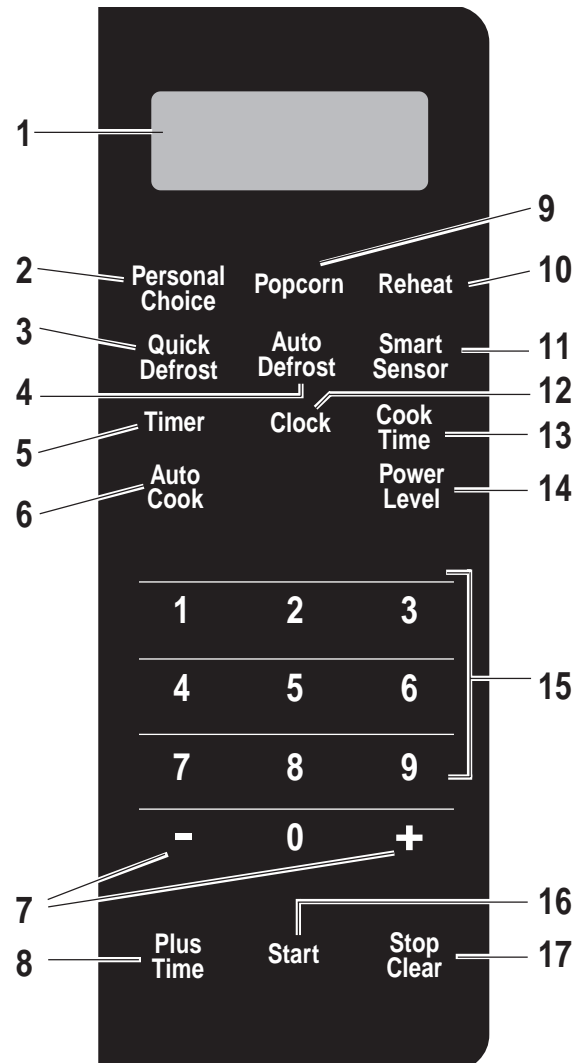 1
9
2
Personal
Choice
Popcorn
Reheat
10
3
Quick
Defrost
Auto
Defrost
Smart
Sensor
11
4
12
5
Timer
Clock
Cook
Time
13
6
Auto
Cook
Power
Level
14
1 2 3
4 5 6
15
7 8 9
- 0 +
7
16
8
Plus
Time
Start
Stop
Clear
17